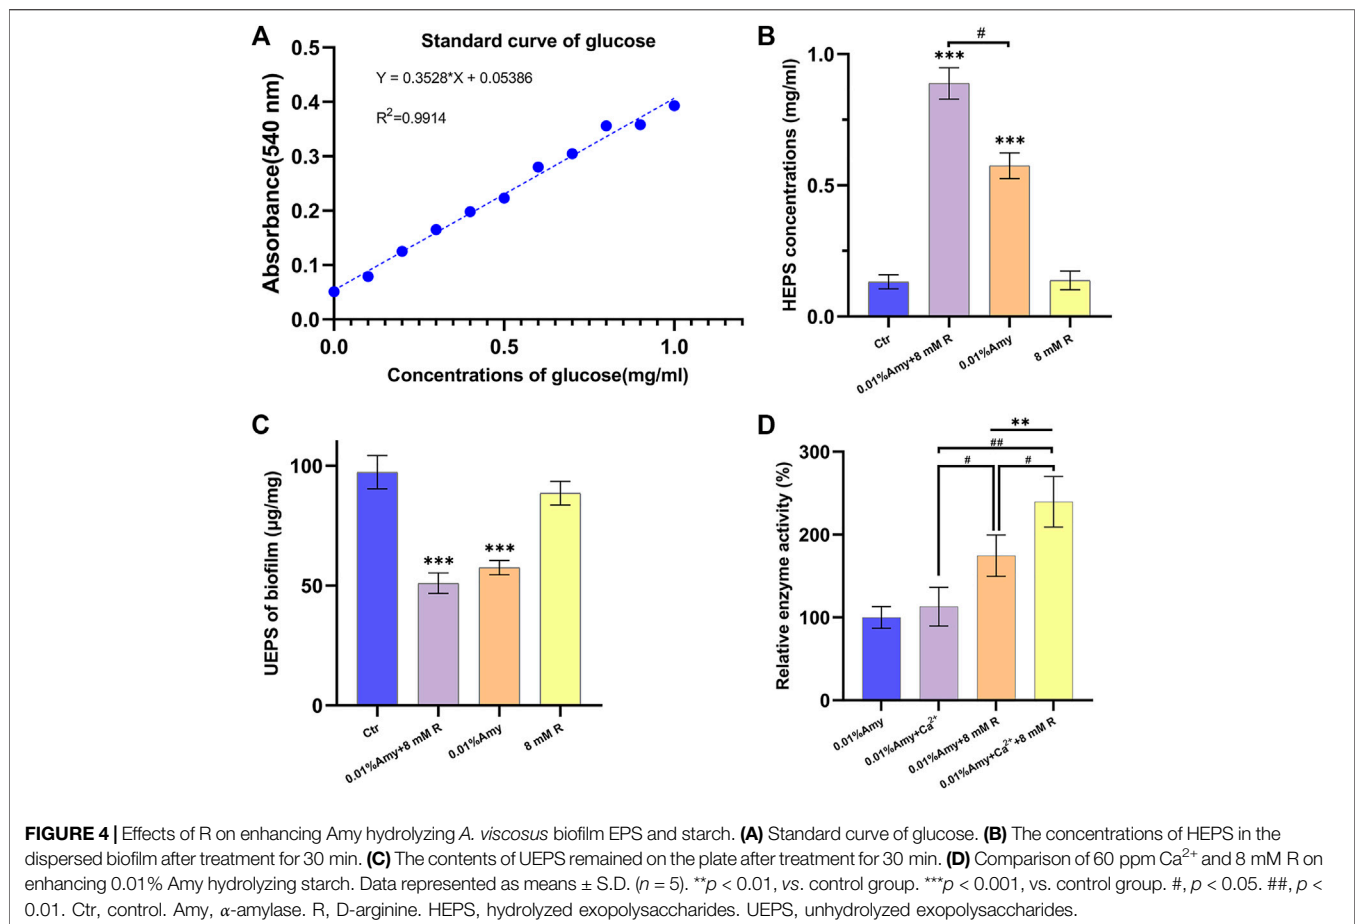 A
Standard curve of glucose
Y = 0.3528*X + 0.05386
R²=0.9914
Absorbance(540 nm)
0.5
0.4
0.3
0.2
0.1
0.0
0.0 0.5 1.0
Concentrations of glucose(mg/ml)
B
#
***
***
HEPS concentrations (mg/ml)
1.0
0.5
0.0
Ctr
0.01%Amy+8 mM R
0.01%Amy
8 mM R
C
UEPS of biofilm (µg/mg)
100
50
0
***
***
Ctr
0.01%Amy+8 mM R
0.01%Amy
8 mM R
D
**
##
# #
Relative enzyme activity (%)
300
200
100
0
0.01%Amy
0.01%Amy+Ca²⁺
0.01%Amy+8 mM R
0.01%Amy+Ca²⁺+8 mM R
FIGURE 4 | Effects of R on enhancing Amy hydrolyzing A. viscosus biofilm EPS and starch. (A) Standard curve of glucose. (B) The concentrations of HEPS in the
dispersed biofilm after treatment for 30 min. (C) The contents of UEPS remained on the plate after treatment for 30 min. (D) Comparison of 60 ppm Ca²⁺ and 8 mM R on
enhancing 0.01% Amy hydrolyzing starch. Data represented as means ± S.D. (n = 5). **p < 0.01, vs. control group. ***p < 0.001, vs. control group. #, p < 0.05. ##, p <
0.01. Ctr, control. Amy, α-amylase. R, D-arginine. HEPS, hydrolyzed exopolysaccharides. UEPS, unhydrolyzed exopolysaccharides.